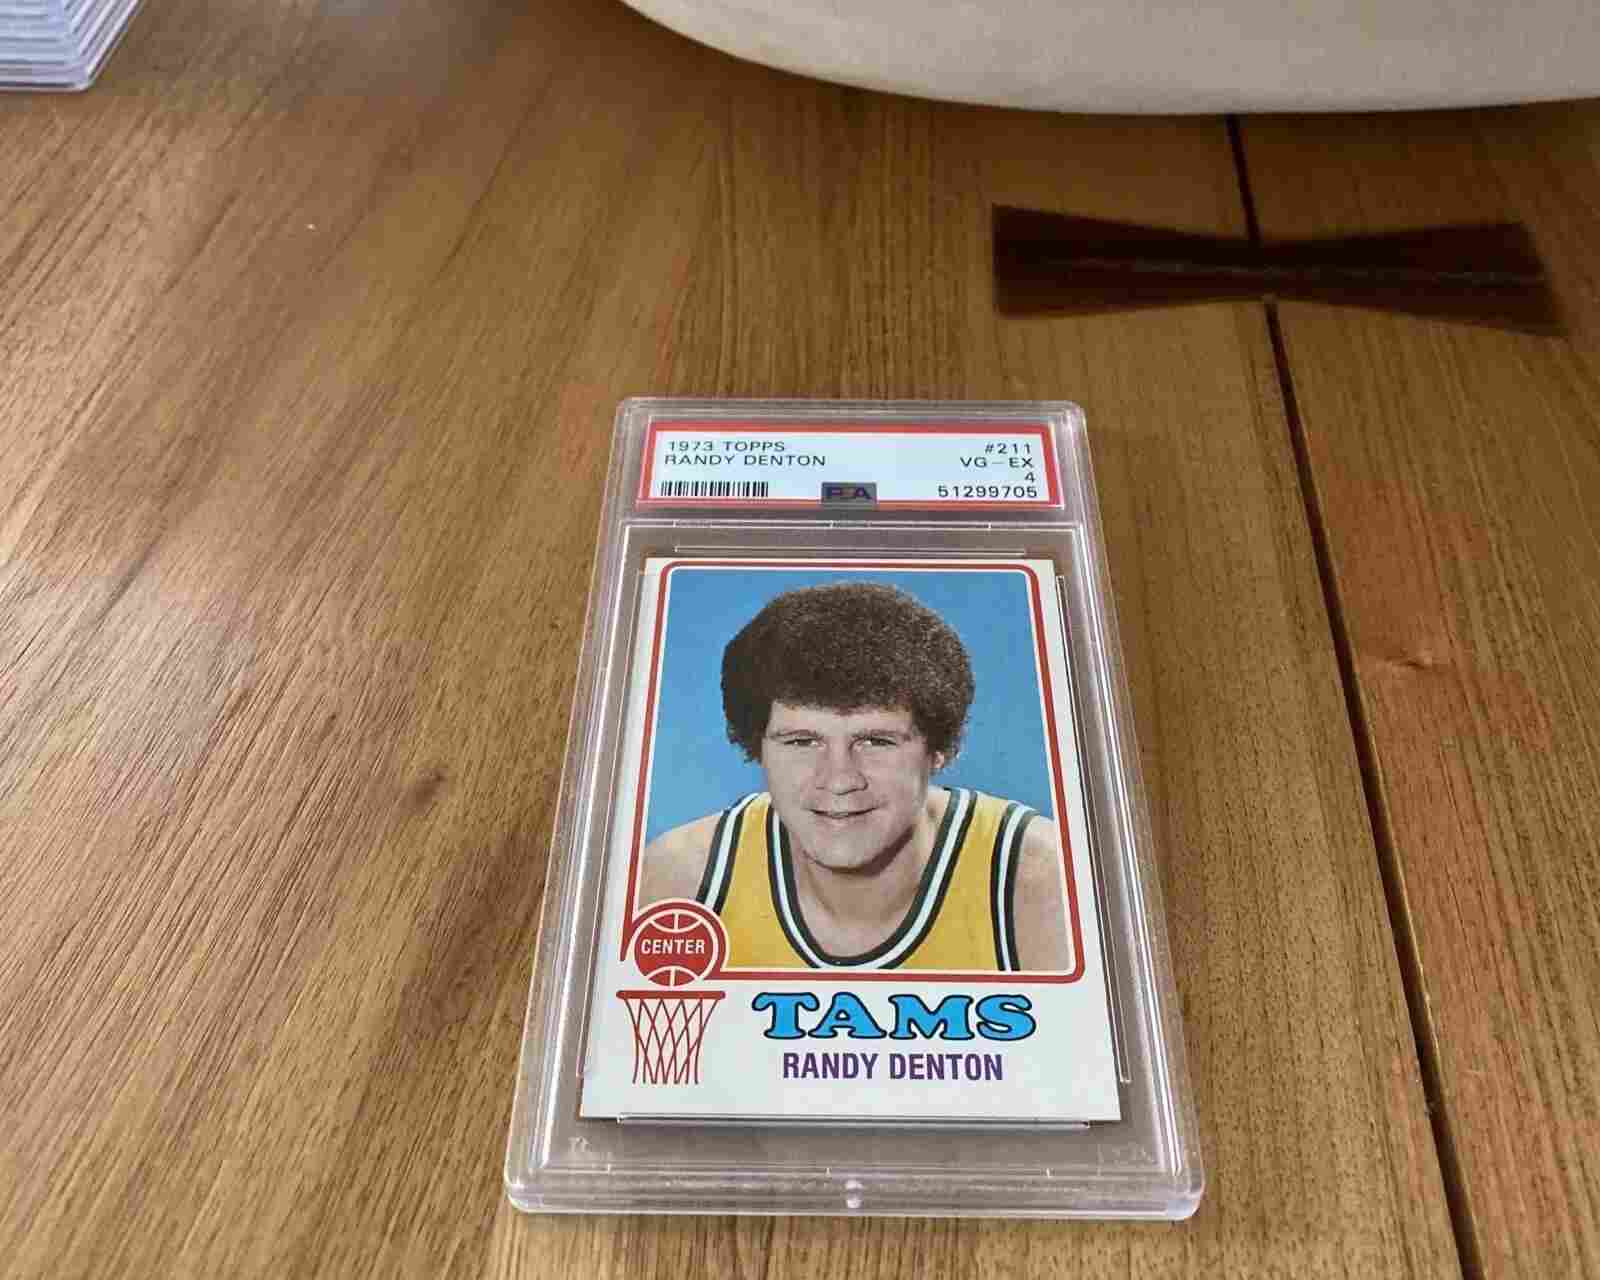 1973 TOPPS #211
RANDY DENTON VG-EX
4
PSA 51299705
CENTER
TAMS
RANDY DENTON